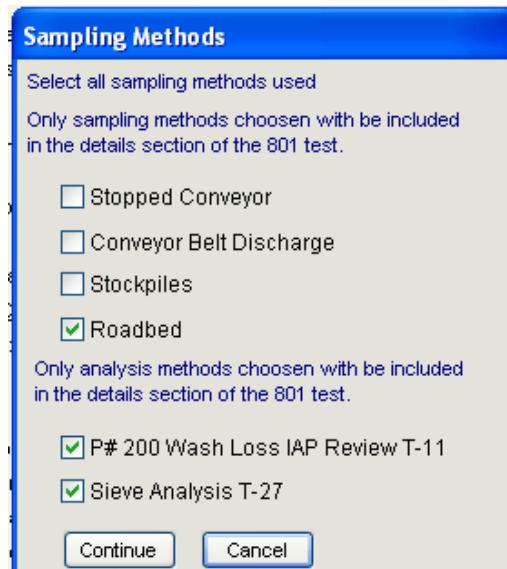 Sampling Methods
Select all sampling methods used
Only sampling methods choosen with be included
in the details section of the 801 test.
Stopped Conveyor
Conveyor Belt Discharge
Stockpiles
Roadbed
Only analysis methods choosen with be included
in the details section of the 801 test.
P# 200 Wash Loss IAP Review T-11
Sieve Analysis T-27
Continue
Cancel